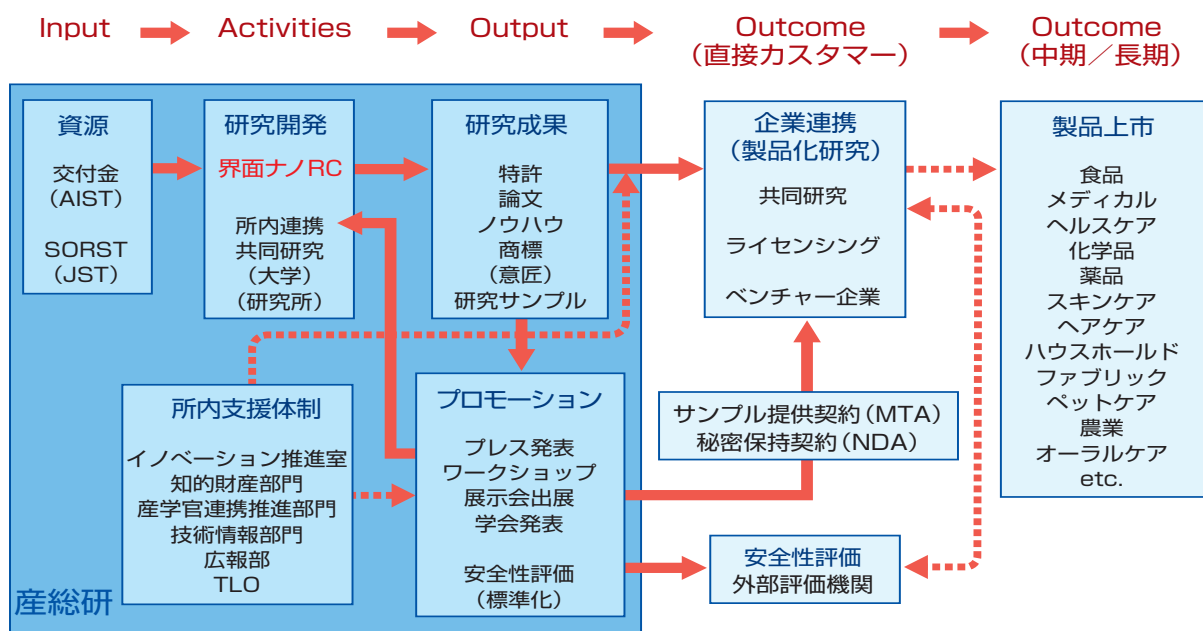 Input
Activities
Output
Outcome
（直接カスタマー）
Outcome
（中期／長期）
資源
交付金
（AIST）
SORST
（JST）
研究開発
界面ナノRC
所内連携
共同研究
（大学）
（研究所）
研究成果
特許
論文
ノウハウ
商標
（意匠）
研究サンプル
企業連携
（製品化研究）
共同研究
ライセンシング
ベンチャー企業
製品上市
食品
メディカル
ヘルスケア
化学品
薬品
スキンケア
ヘアケア
ハウスホールド
ファブリック
ペットケア
農業
オーラルケア
etc.
所内支援体制
イノベーション推進室
知的財産部門
産学官連携推進部門
技術情報部門
広報部
TLO
プロモーション
プレス発表
ワークショップ
展示会出展
学会発表
安全性評価
（標準化）
サンプル提供契約（MTA）
秘密保持契約（NDA）
安全性評価
外部評価機関
産総研